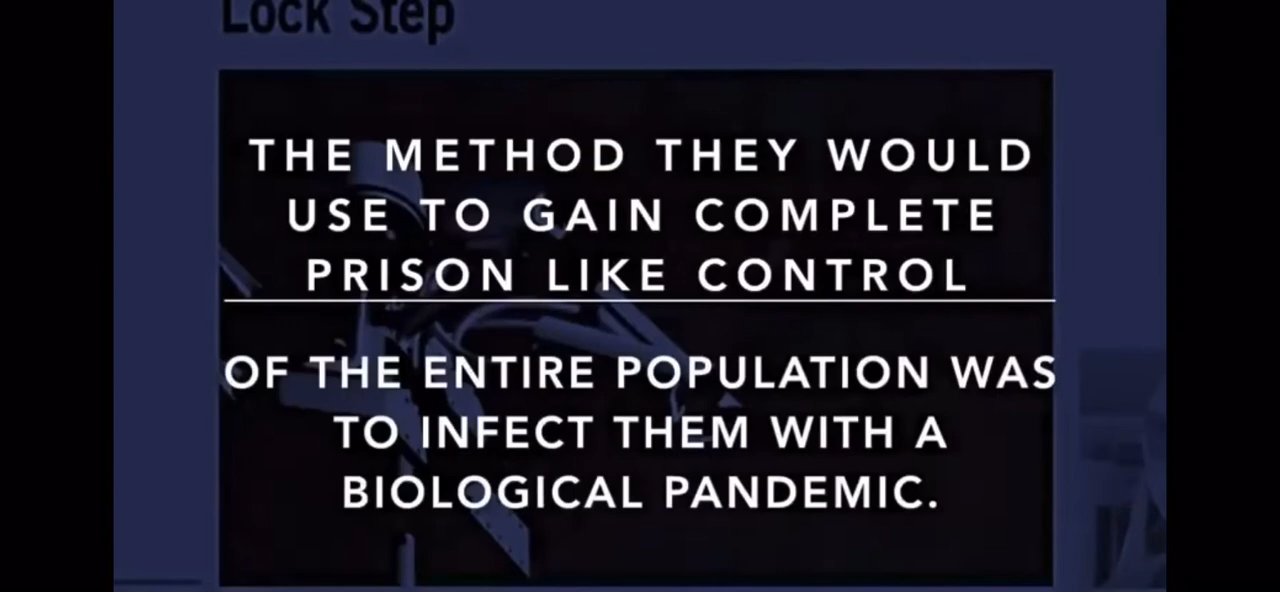 Lock Step
THE METHOD THEY WOULD
USE TO GAIN COMPLETE
PRISON LIKE CONTROL
OF THE ENTIRE POPULATION WAS
TO INFECT THEM WITH A
BIOLOGICAL PANDEMIC.